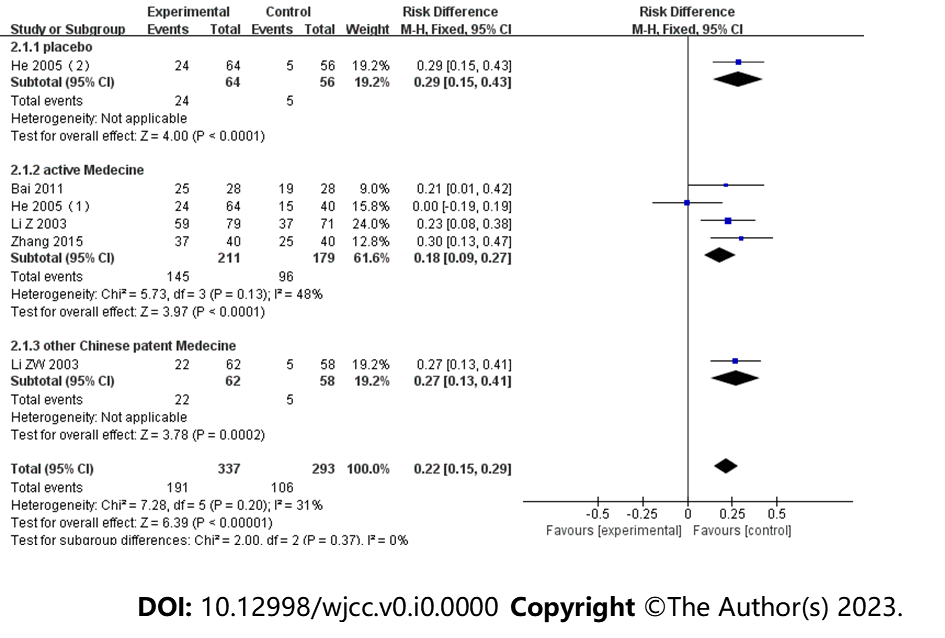 Experimental Control Risk Difference Risk Difference
Study or Subgroup Events Total Events Total Weight M-H, Fixed, 95% CI M-H, Fixed, 95% CI
2.1.1 placebo
He 2005（2） 24 64 5 56 19.2% 0.29 [0.15, 0.43]
Subtotal (95% CI) 64 56 19.2% 0.29 [0.15, 0.43]
Total events 24 5
Heterogeneity: Not applicable
Test for overall effect: Z = 4.00 (P < 0.0001)
2.1.2 active Medecine
Bai 2011 25 28 19 28 9.0% 0.21 [0.01, 0.42]
He 2005（1） 24 64 15 40 15.8% 0.00 [-0.19, 0.19]
Li Z 2003 59 79 37 71 24.0% 0.23 [0.08, 0.38]
Zhang 2015 37 40 25 40 12.8% 0.30 [0.13, 0.47]
Subtotal (95% CI) 211 179 61.6% 0.18 [0.09, 0.27]
Total events 145 96
Heterogeneity: Chi² = 5.73, df = 3 (P = 0.13); I² = 48%
Test for overall effect: Z = 3.97 (P < 0.0001)
2.1.3 other Chinese patent Medecine
Li ZW 2003 22 62 5 58 19.2% 0.27 [0.13, 0.41]
Subtotal (95% CI) 62 58 19.2% 0.27 [0.13, 0.41]
Total events 22 5
Heterogeneity: Not applicable
Test for overall effect: Z = 3.78 (P = 0.0002)
Total (95% CI) 337 293 100.0% 0.22 [0.15, 0.29]
Total events 191 106
Heterogeneity: Chi² = 7.28, df = 5 (P = 0.20); I² = 31%
Test for overall effect: Z = 6.39 (P < 0.00001)
Test for subgroup differences: Chi² = 2.00, df = 2 (P = 0.37), I² = 0%
-0.5 -0.25 0 0.25 0.5
Favours [experimental] Favours [control]
DOI: 10.12998/wjcc.v0.i0.0000 Copyright ©The Author(s) 2023.